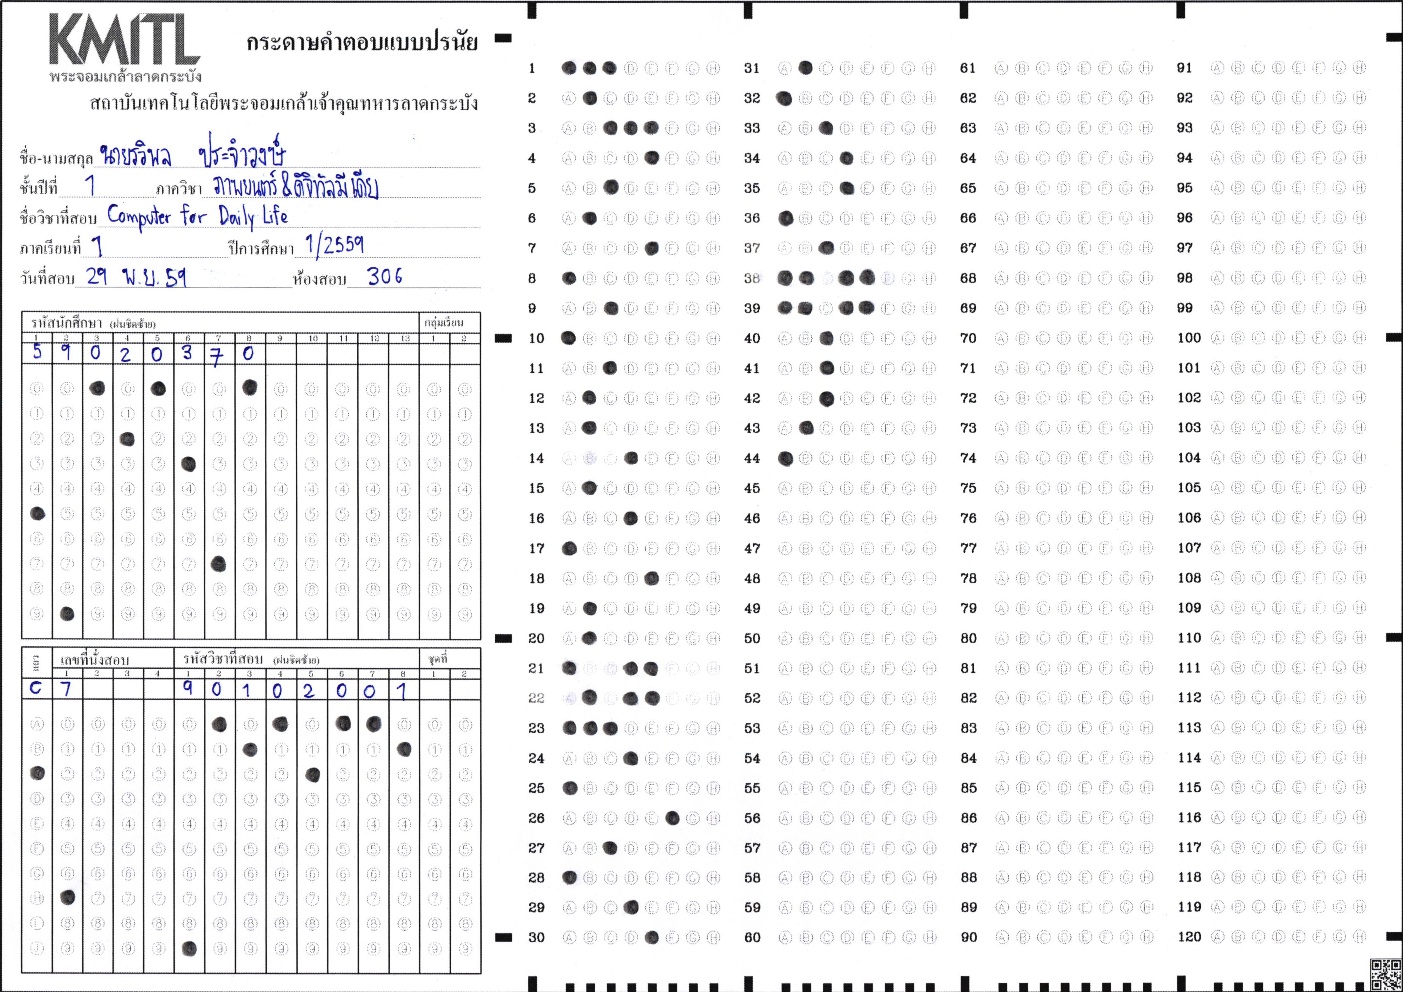 KMITL
พระจอมเกล้าลาดกระบัง
กระดาษคำตอบแบบปรนัย
สถาบันเทคโนโลยีพระจอมเกล้าเจ้าคุณทหารลาดกระบัง
ชื่อ-นามสกุล นายรวิพล ประจำวงษ์
ชั้นปีที่ 1 ภาควิชา ภาพยนตร์&ดิจิทัลมีเดีย
ชื่อวิชาที่สอบ Computer for Daily Life
ภาคเรียนที่ 1 ปีการศึกษา 1/2559
วันที่สอบ 29 พ.ย. 59 ห้องสอบ 306
รหัสนักศึกษา (ฝนชิดซ้าย) กลุ่มเรียน
1 2 3 4 5 6 7 8 9 10 11 12 13 1 2
5 9 0 2 0 3 7 0
แถว เลขที่นั่งสอบ รหัสวิชาที่สอบ (ฝนชิดซ้าย) ชุดที่
1 2 3 4 1 2 3 4 5 6 7 8 1 2
C 7 9 0 1 0 2 0 0 1
1 31 61 91
2 32 62 92
3 33 63 93
4 34 64 94
5 35 65 95
6 36 66 96
7 37 67 97
8 38 68 98
9 39 69 99
10 40 70 100
11 41 71 101
12 42 72 102
13 43 73 103
14 44 74 104
15 45 75 105
16 46 76 106
17 47 77 107
18 48 78 108
19 49 79 109
20 50 80 110
21 51 81 111
22 52 82 112
23 53 83 113
24 54 84 114
25 55 85 115
26 56 86 116
27 57 87 117
28 58 88 118
29 59 89 119
30 60 90 120